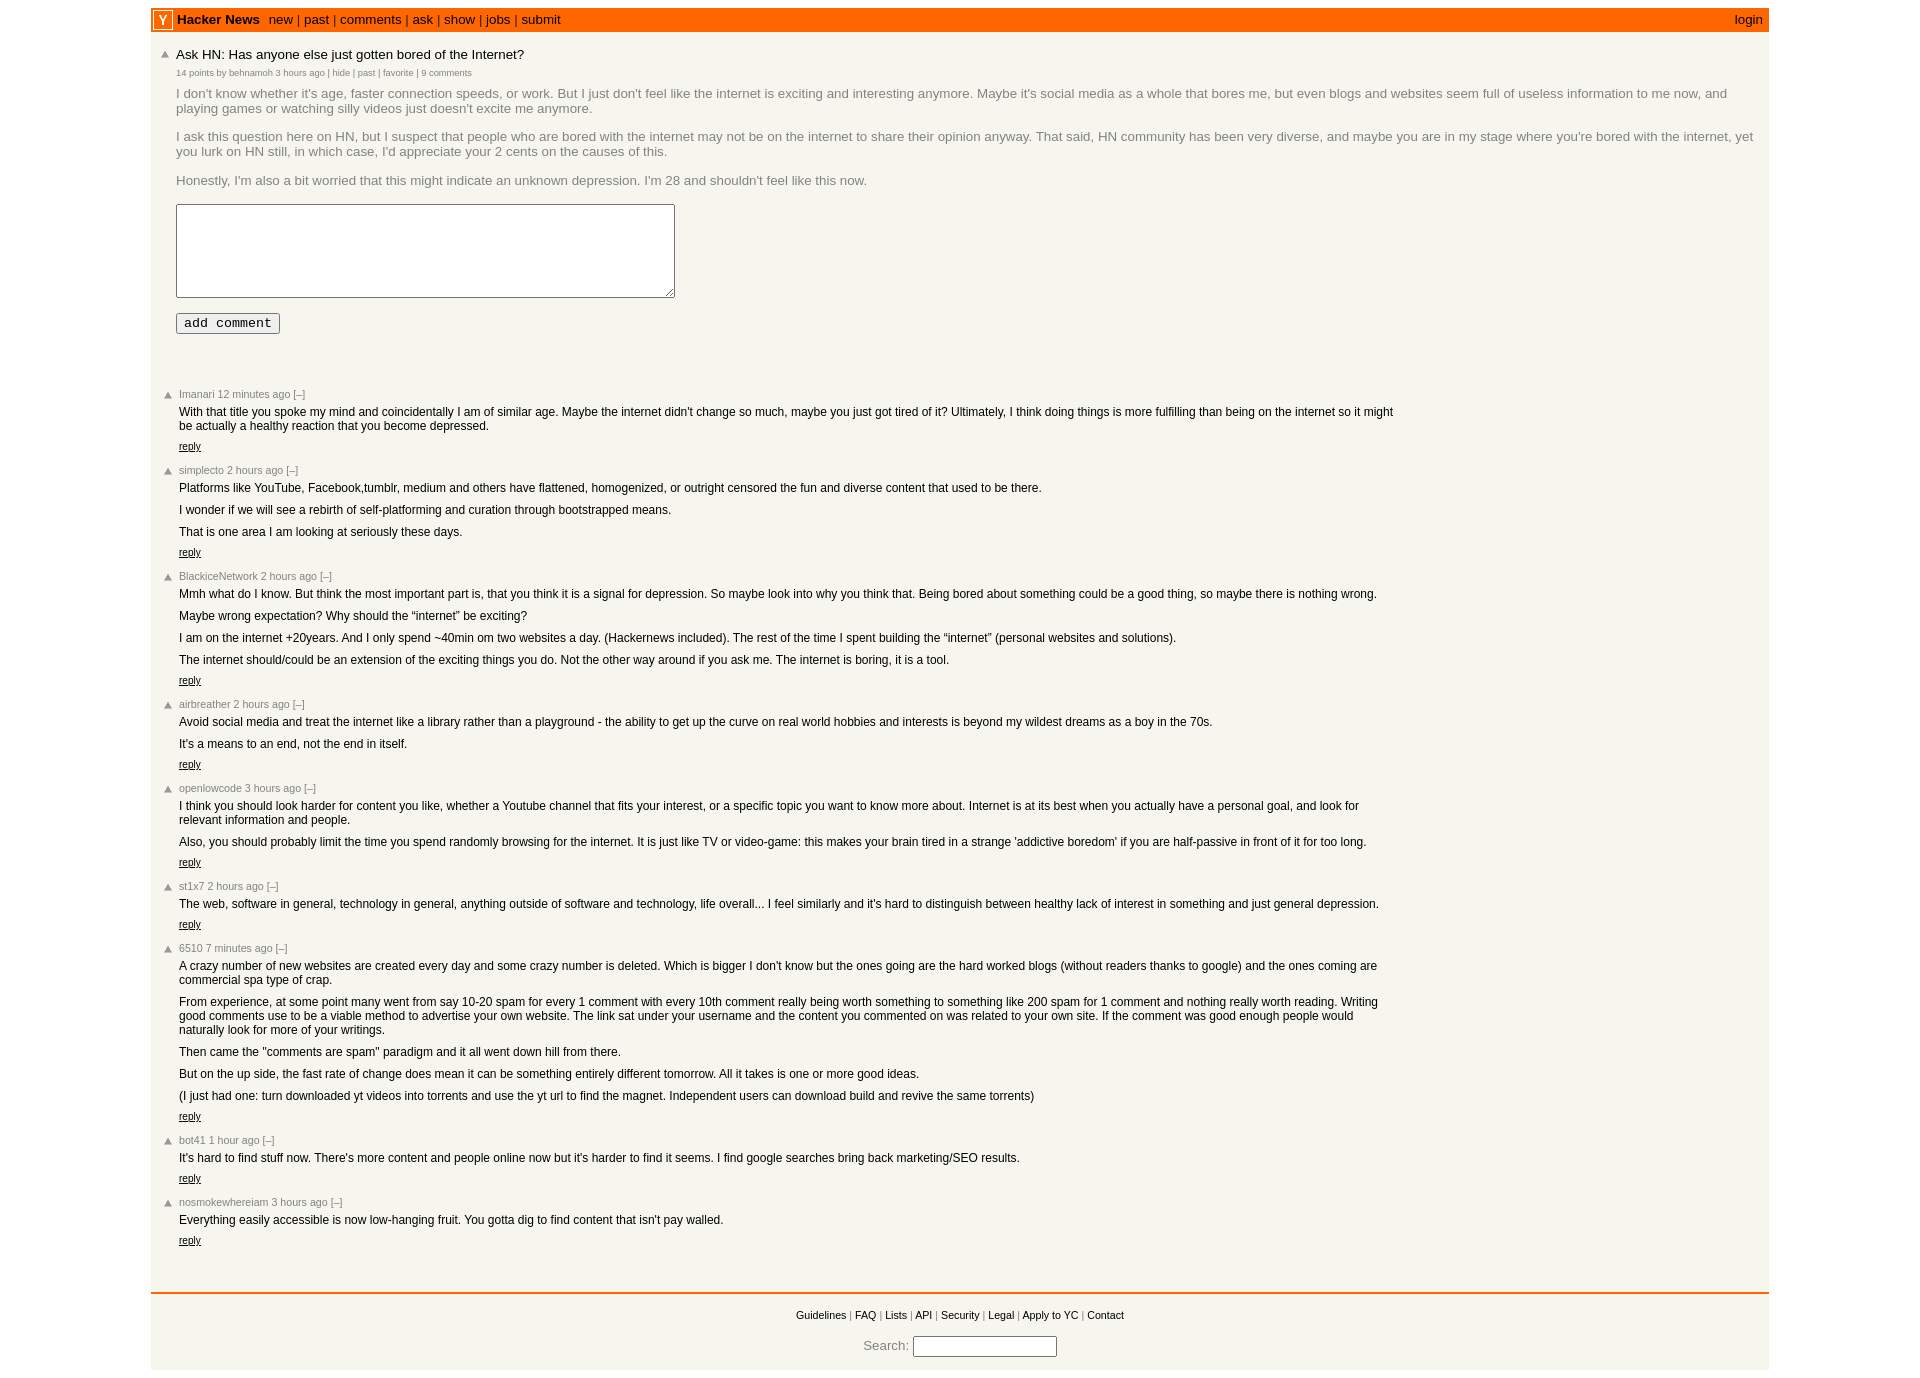 Y Hacker News new | past | comments | ask | show | jobs | submit login
Ask HN: Has anyone else just gotten bored of the Internet?
14 points by behnamoh 3 hours ago | hide | past | favorite | 9 comments
I don't know whether it's age, faster connection speeds, or work. But I just don't feel like the internet is exciting and interesting anymore. Maybe it's social media as a whole that bores me, but even blogs and websites seem full of useless information to me now, and
playing games or watching silly videos just doesn't excite me anymore.
I ask this question here on HN, but I suspect that people who are bored with the internet may not be on the internet to share their opinion anyway. That said, HN community has been very diverse, and maybe you are in my stage where you're bored with the internet, yet
you lurk on HN still, in which case, I'd appreciate your 2 cents on the causes of this.
Honestly, I'm also a bit worried that this might indicate an unknown depression. I'm 28 and shouldn't feel like this now.
add comment
Imanari 12 minutes ago [–]
With that title you spoke my mind and coincidentally I am of similar age. Maybe the internet didn't change so much, maybe you just got tired of it? Ultimately, I think doing things is more fulfilling than being on the internet so it might
be actually a healthy reaction that you become depressed.
reply
simplecto 2 hours ago [–]
Platforms like YouTube, Facebook,tumblr, medium and others have flattened, homogenized, or outright censored the fun and diverse content that used to be there.
I wonder if we will see a rebirth of self-platforming and curation through bootstrapped means.
That is one area I am looking at seriously these days.
reply
BlackiceNetwork 2 hours ago [–]
Mmh what do I know. But think the most important part is, that you think it is a signal for depression. So maybe look into why you think that. Being bored about something could be a good thing, so maybe there is nothing wrong.
Maybe wrong expectation? Why should the “internet” be exciting?
I am on the internet +20years. And I only spend ~40min om two websites a day. (Hackernews included). The rest of the time I spent building the “internet” (personal websites and solutions).
The internet should/could be an extension of the exciting things you do. Not the other way around if you ask me. The internet is boring, it is a tool.
reply
airbreather 2 hours ago [–]
Avoid social media and treat the internet like a library rather than a playground - the ability to get up the curve on real world hobbies and interests is beyond my wildest dreams as a boy in the 70s.
It's a means to an end, not the end in itself.
reply
openlowcode 3 hours ago [–]
I think you should look harder for content you like, whether a Youtube channel that fits your interest, or a specific topic you want to know more about. Internet is at its best when you actually have a personal goal, and look for
relevant information and people.
Also, you should probably limit the time you spend randomly browsing for the internet. It is just like TV or video-game: this makes your brain tired in a strange 'addictive boredom' if you are half-passive in front of it for too long.
reply
st1x7 2 hours ago [–]
The web, software in general, technology in general, anything outside of software and technology, life overall... I feel similarly and it's hard to distinguish between healthy lack of interest in something and just general depression.
reply
6510 7 minutes ago [–]
A crazy number of new websites are created every day and some crazy number is deleted. Which is bigger I don't know but the ones going are the hard worked blogs (without readers thanks to google) and the ones coming are
commercial spa type of crap.
From experience, at some point many went from say 10-20 spam for every 1 comment with every 10th comment really being worth something to something like 200 spam for 1 comment and nothing really worth reading. Writing
good comments use to be a viable method to advertise your own website. The link sat under your username and the content you commented on was related to your own site. If the comment was good enough people would
naturally look for more of your writings.
Then came the "comments are spam" paradigm and it all went down hill from there.
But on the up side, the fast rate of change does mean it can be something entirely different tomorrow. All it takes is one or more good ideas.
(I just had one: turn downloaded yt videos into torrents and use the yt url to find the magnet. Independent users can download build and revive the same torrents)
reply
bot41 1 hour ago [–]
It's hard to find stuff now. There's more content and people online now but it's harder to find it seems. I find google searches bring back marketing/SEO results.
reply
nosmokewhereiam 3 hours ago [–]
Everything easily accessible is now low-hanging fruit. You gotta dig to find content that isn't pay walled.
reply
Guidelines | FAQ | Lists | API | Security | Legal | Apply to YC | Contact
Search: